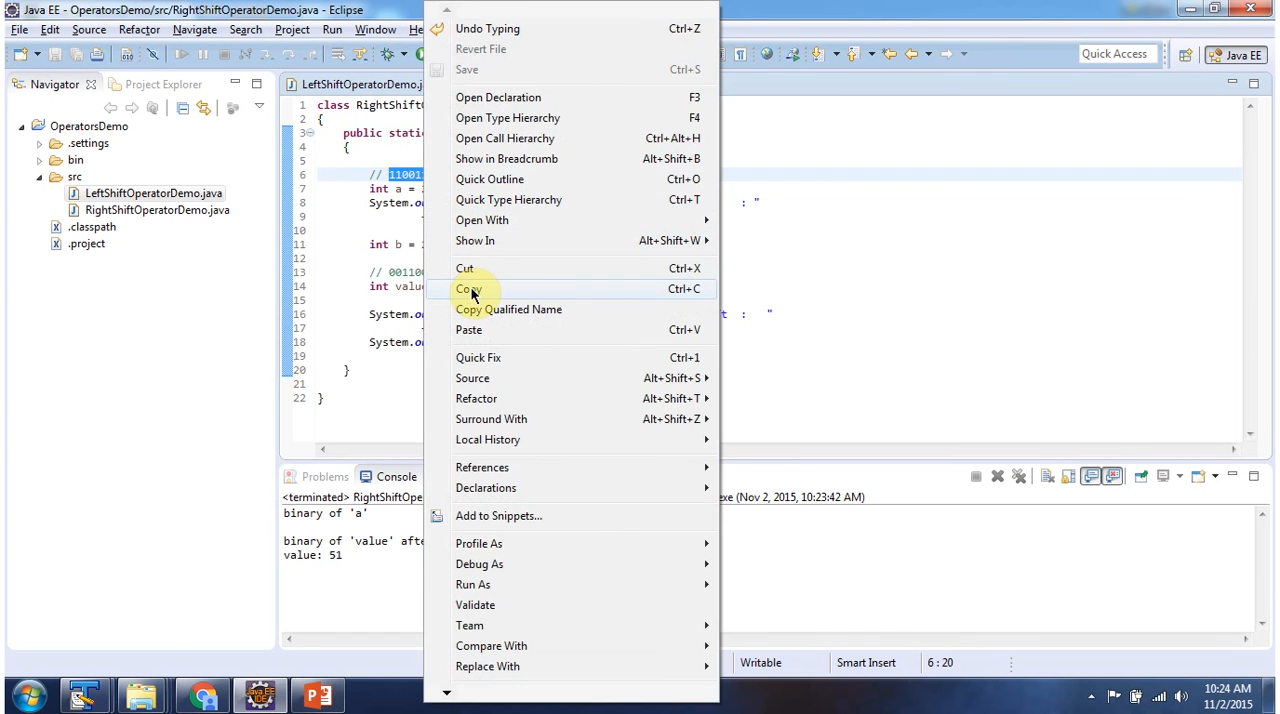 Java EE - OperatorsDemo/src/RightShiftOperatorDemo.java - Eclipse
File Edit Source Refactor Navigate Search Project Run Window
Quick Access
Java EE
Navigator
Project Explorer
OperatorsDemo
.settings
bin
src
LeftShiftOperatorDemo.java
RightShiftOperatorDemo.java
.classpath
.project
LeftShiftOperatorDemo.j
1 class RightShiftO
2 {
3 public stati
4 {
5
6 // 11001
7 int a =
8 System.o : "
9
10
11 int b =
12
13 // 00110
14 int valu
15
16 System.o t : "
17
18 System.o
19
20 }
21
22 }
Undo Typing Ctrl+Z
Revert File
Save Ctrl+S
Open Declaration F3
Open Type Hierarchy F4
Open Call Hierarchy Ctrl+Alt+H
Show in Breadcrumb Alt+Shift+B
Quick Outline Ctrl+O
Quick Type Hierarchy Ctrl+T
Open With
Show In Alt+Shift+W
Cut Ctrl+X
Copy Ctrl+C
Copy Qualified Name
Paste Ctrl+V
Quick Fix Ctrl+1
Source Alt+Shift+S
Refactor Alt+Shift+T
Surround With Alt+Shift+Z
Local History
References
Declarations
Add to Snippets...
Profile As
Debug As
Run As
Validate
Team
Compare With
Replace With
Problems
Console
<terminated> RightShiftOpe exe (Nov 2, 2015, 10:23:42 AM)
binary of 'a'
binary of 'value' afte
value: 51
Writable
Smart Insert
6 : 20
Java EE
IDE
10:24 AM
11/2/2015